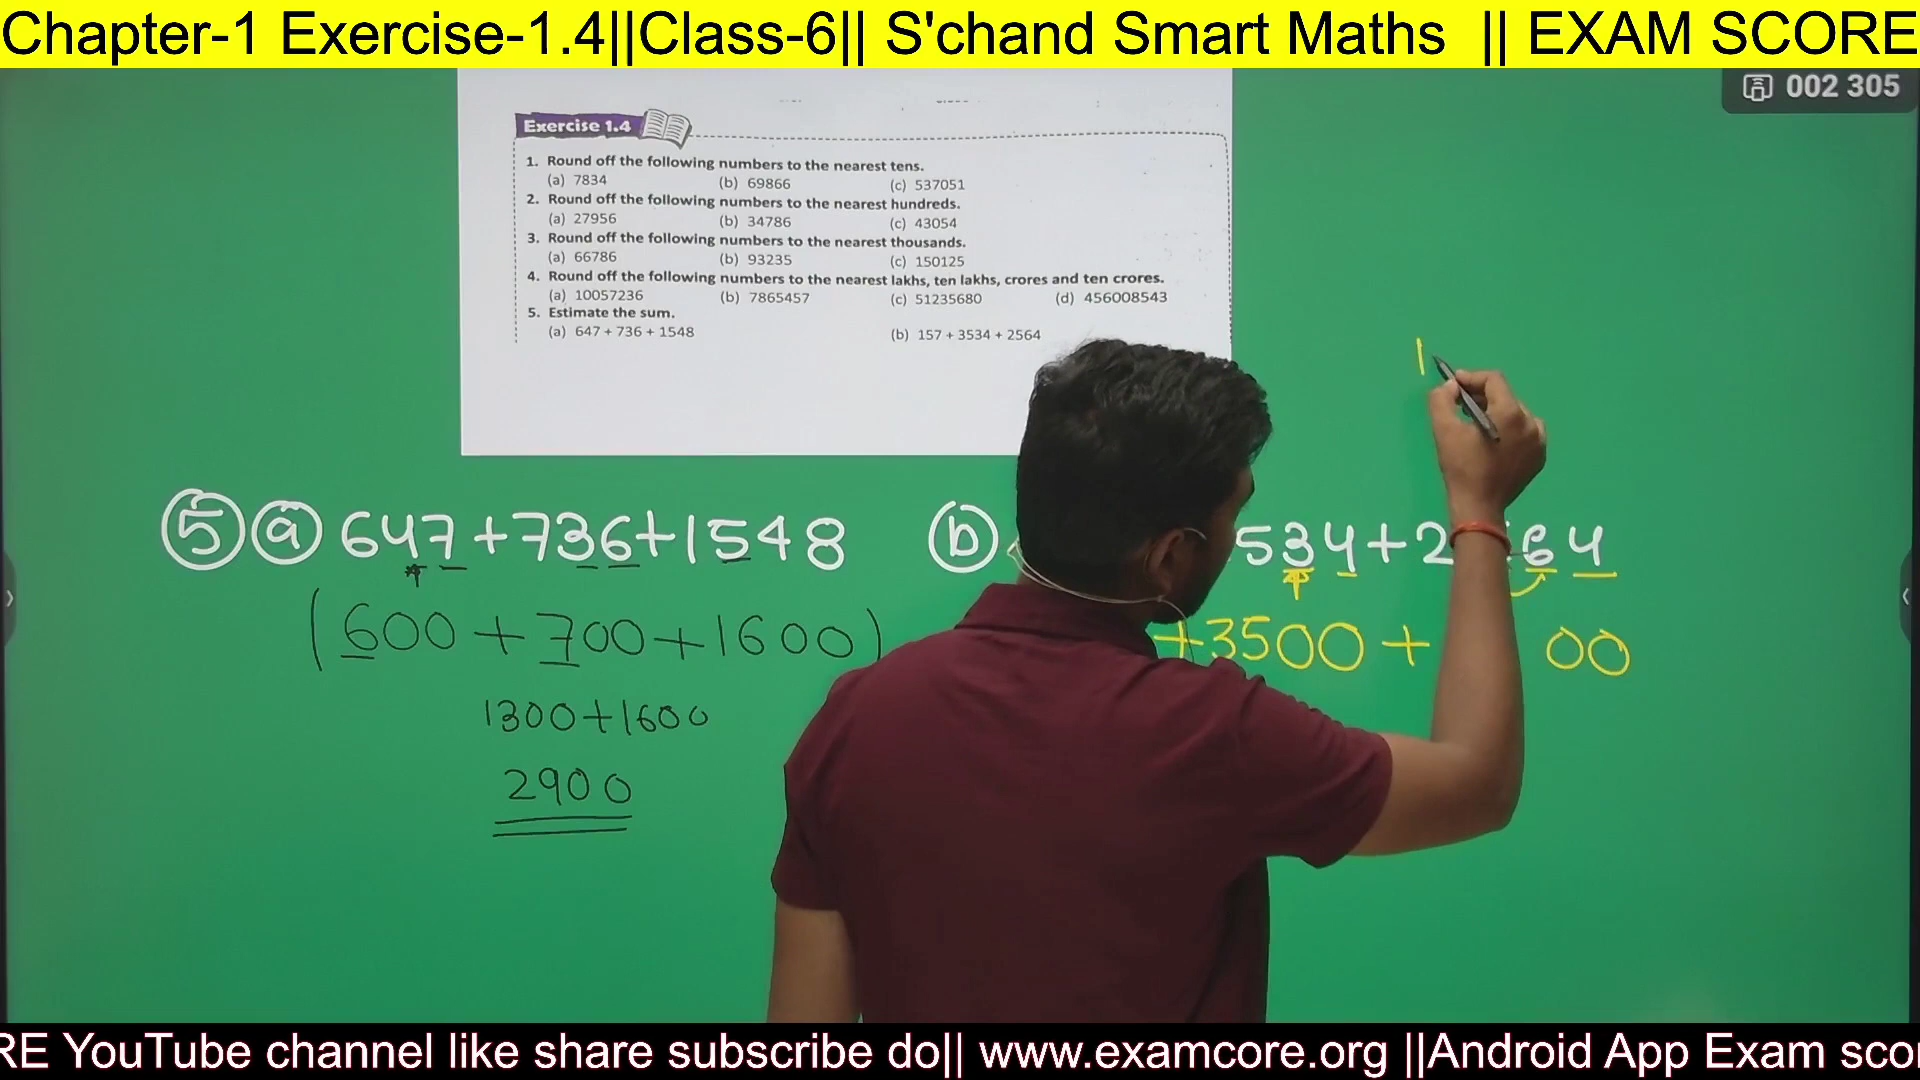 Chapter-1 Exercise-1.4||Class-6|| S'chand Smart Maths || EXAM SCORE
002 305
Exercise 1.4
1. Round off the following numbers to the nearest tens.
(a) 7834 (b) 69866 (c) 537051
2. Round off the following numbers to the nearest hundreds.
(a) 27956 (b) 34786 (c) 43054
3. Round off the following numbers to the nearest thousands.
(a) 66786 (b) 93235 (c) 150125
4. Round off the following numbers to the nearest lakhs, ten lakhs, crores and ten crores.
(a) 10057236 (b) 7865457 (c) 51235680 (d) 456008543
5. Estimate the sum.
(a) 647 + 736 + 1548 (b) 157 + 3534 + 2564
1
5 a 647+736+1548 b 534+2 64
(600+700+1600) +3500+ 00
1300+1600
2900
RE YouTube channel like share subscribe do|| www.examcore.org ||Android App Exam scor